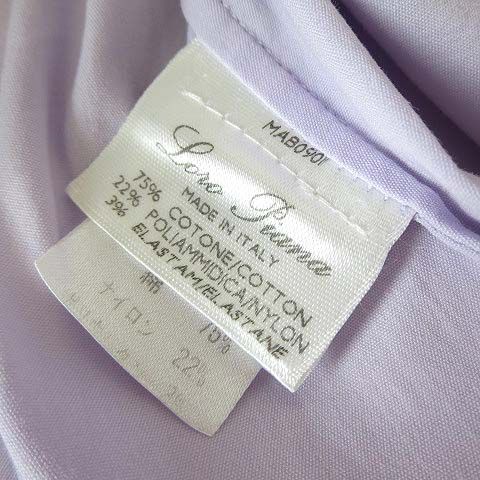 MAB0901
Loro Piana
MADE IN ITALY
75% COTONE/COTTON
22% POLIAMMIDICA/NYLON
3% ELASTAM/ELASTANE
綿 75%
ナイロン 22%